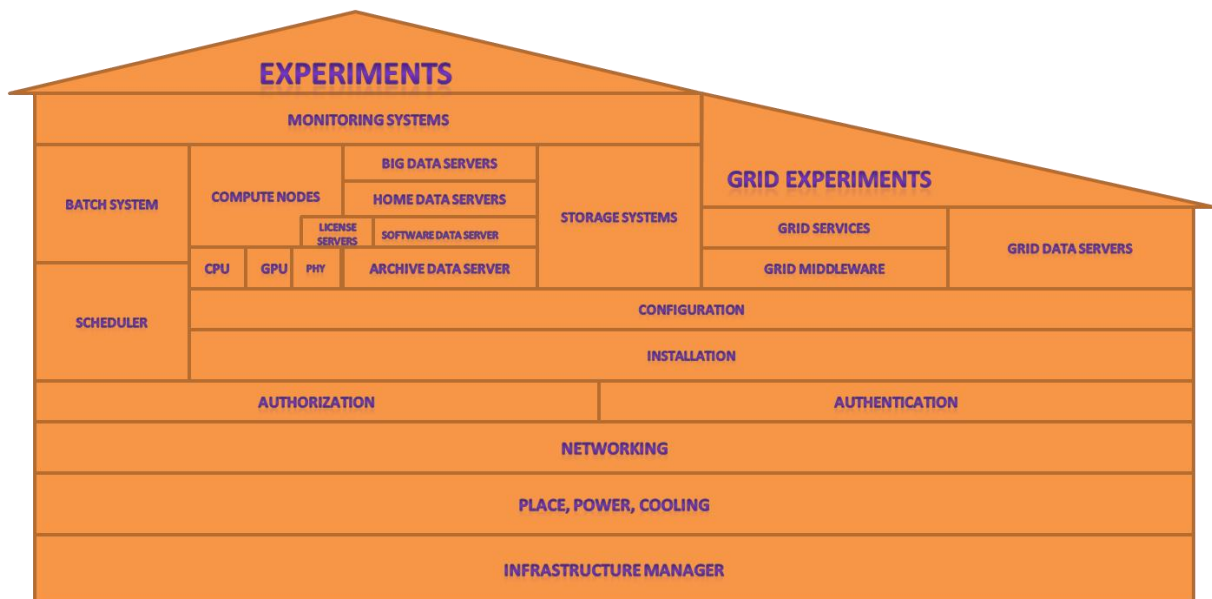 EXPERIMENTS
MONITORING SYSTEMS
BATCH SYSTEM
COMPUTE NODES
BIG DATA SERVERS
HOME DATA SERVERS
LICENSE
SERVERS
SOFTWARE DATA SERVER
CPU
GPU
PHY
ARCHIVE DATA SERVER
STORAGE SYSTEMS
GRID EXPERIMENTS
GRID SERVICES
GRID MIDDLEWARE
GRID DATA SERVERS
SCHEDULER
CONFIGURATION
INSTALLATION
AUTHORIZATION
AUTHENTICATION
NETWORKING
PLACE, POWER, COOLING
INFRASTRUCTURE MANAGER